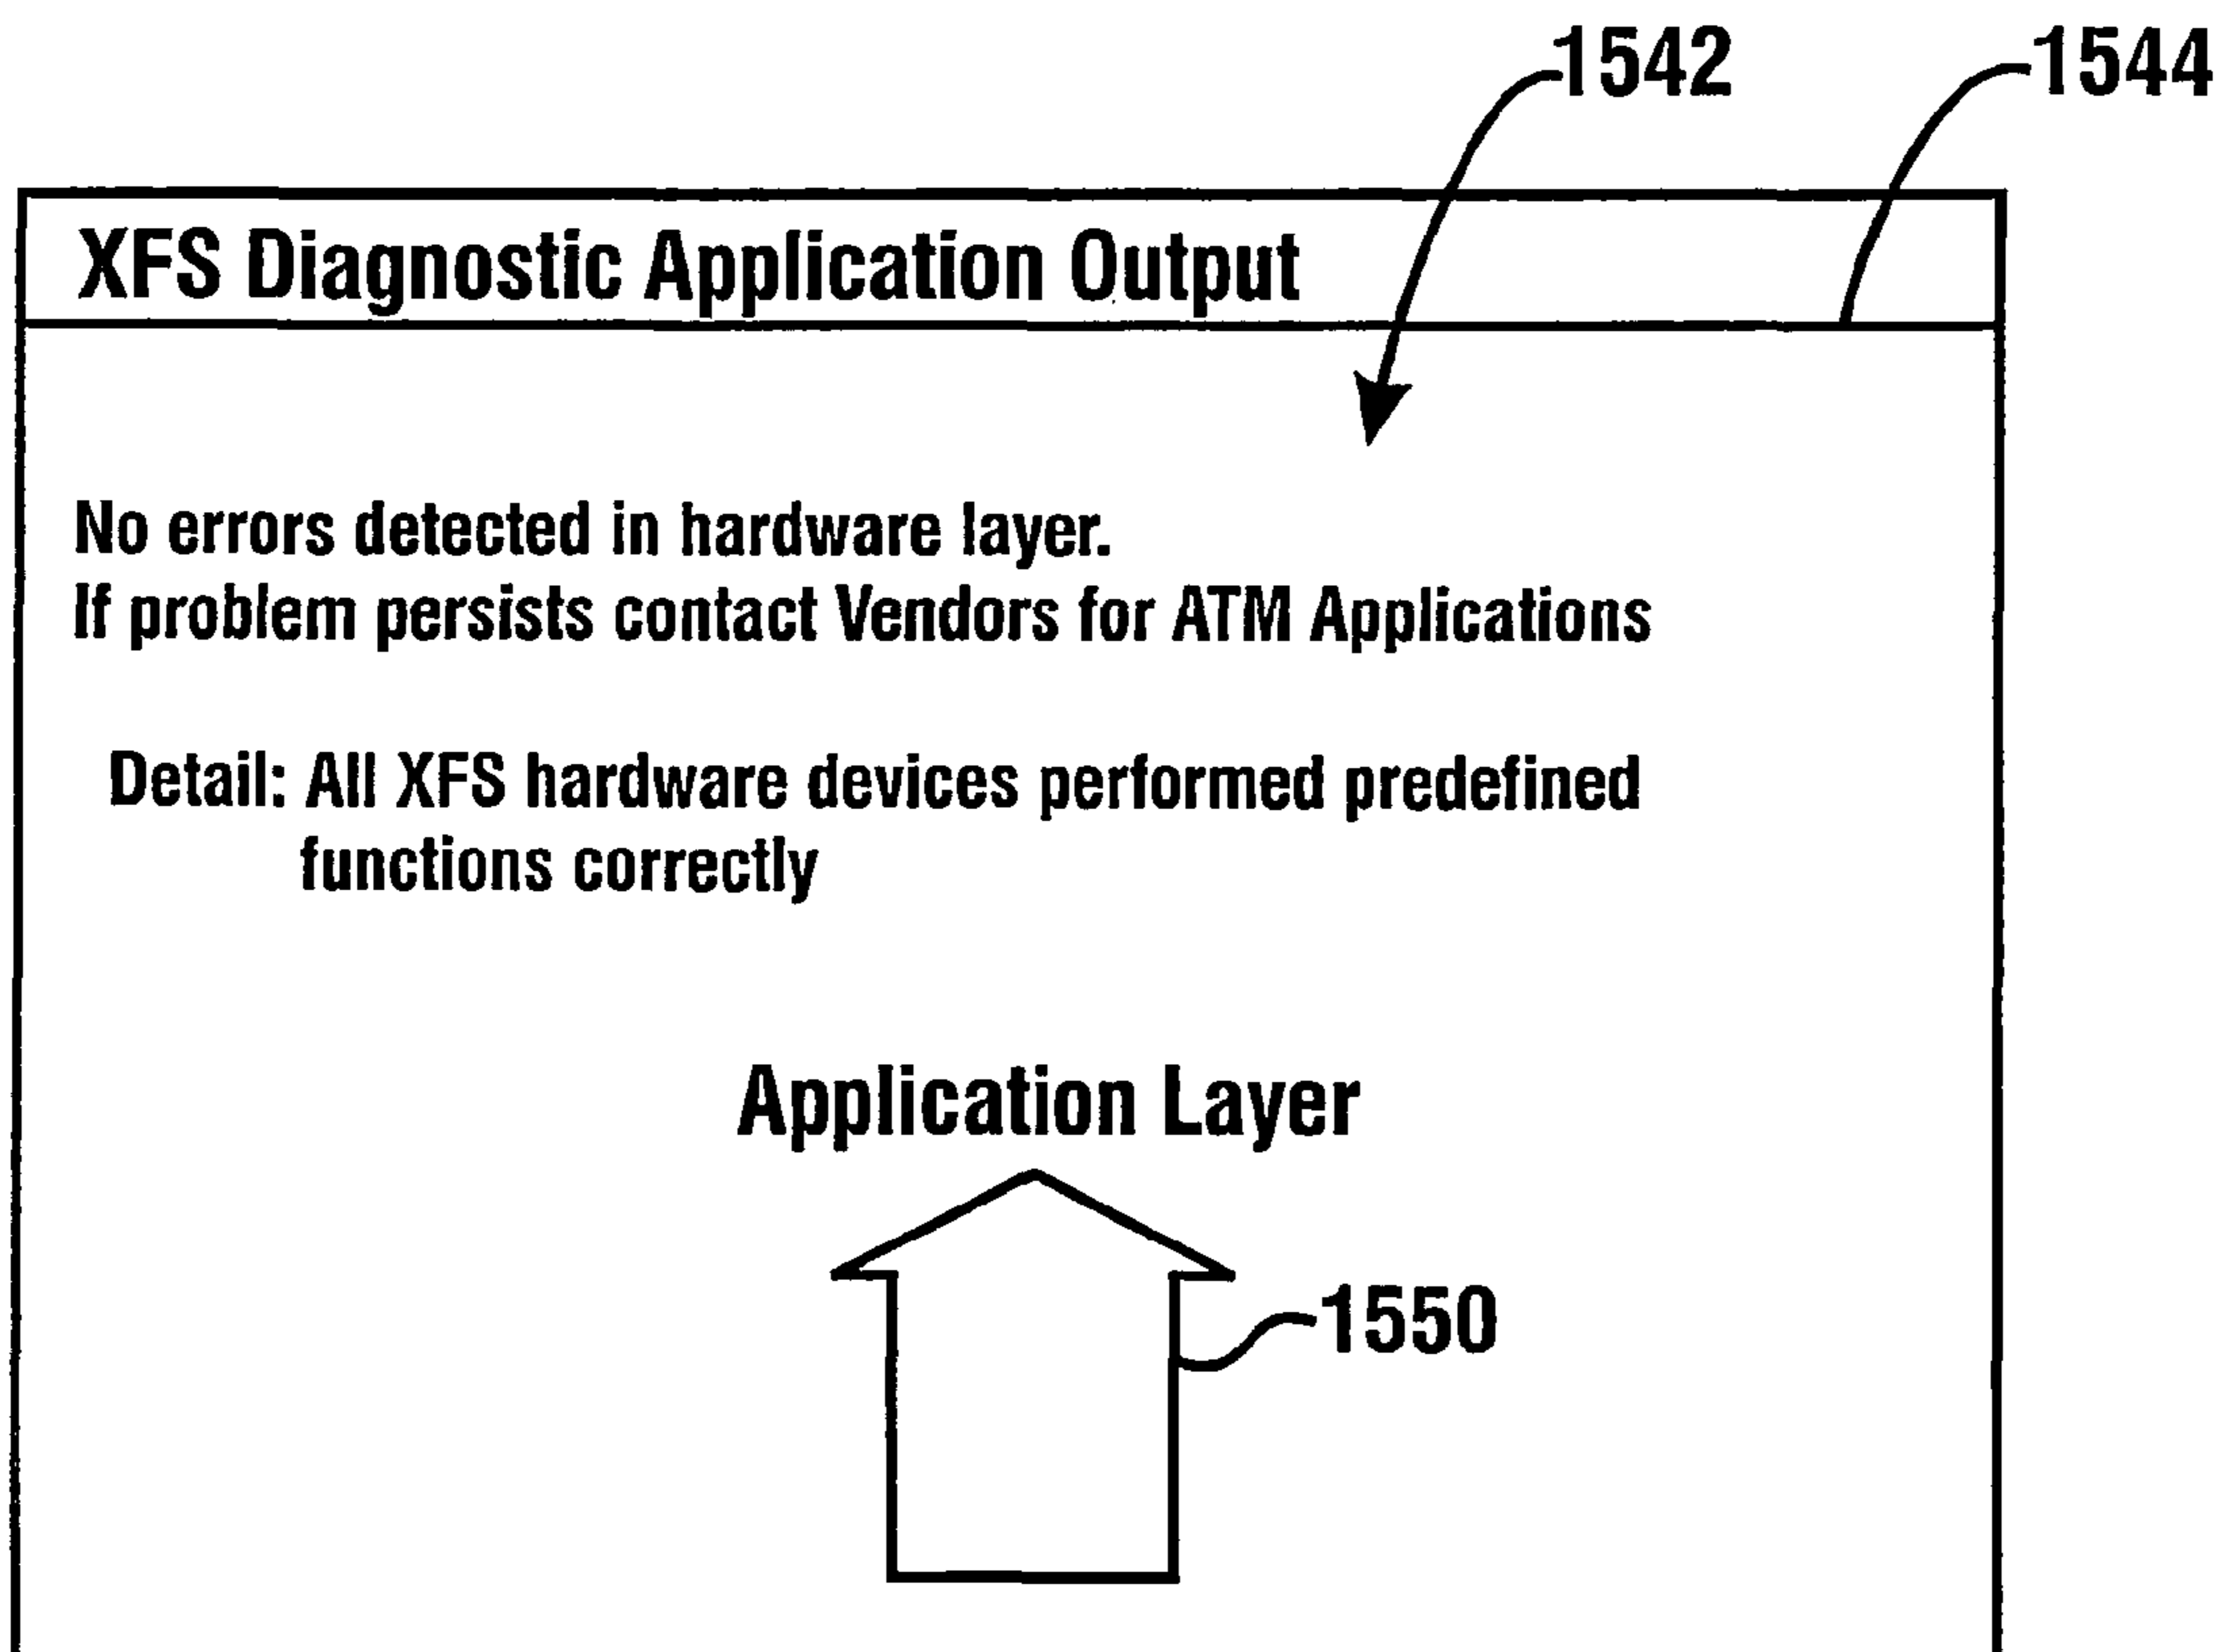 1542
1544
XFS Diagnostic Application Output
No errors detected in hardware layer.
If problem persists contact Vendors for ATM Applications
Detail: All XFS hardware devices performed predefined
functions correctly
Application Layer
1550